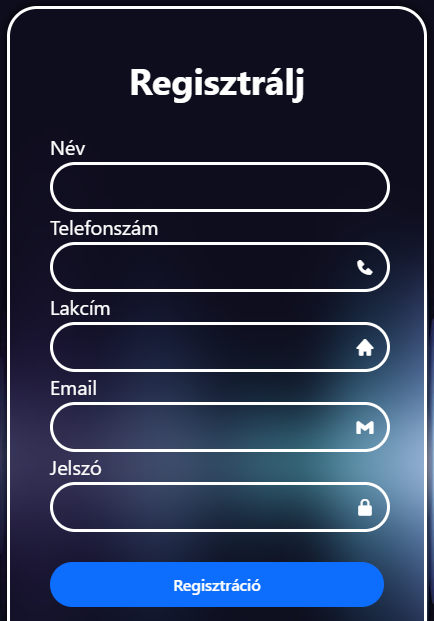 Regisztrálj
Név
Telefonszám
Lakcím
Email
Jelszó
Regisztráció